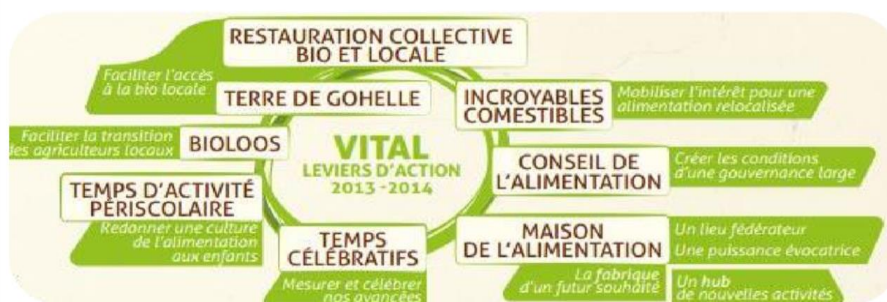 RESTAURATION COLLECTIVE
BIO ET LOCALE
Faciliter l'accès
à la bio locale
TERRE DE GOHELLE
INCROYABLES
COMESTIBLES
Mobiliser l'intérêt pour une
alimentation relocalisée
Faciliter la transition
des agriculteurs locaux
BIOLOOS
VITAL
LEVIERS D'ACTION
2013 -2014
CONSEIL DE
L'ALIMENTATION
Créer les conditions
d'une gouvernance large
TEMPS D'ACTIVITÉ
PÉRISCOLAIRE
Redonner une culture
de l'alimentation
aux enfants
TEMPS
CÉLÉBRATIFS
Mesurer et célébrer
nos avancées
MAISON
DE L'ALIMENTATION
Un lieu fédérateur
Une puissance évocatrice
La fabrique
d'un futur souhaité
Un hub
de nouvelles activités